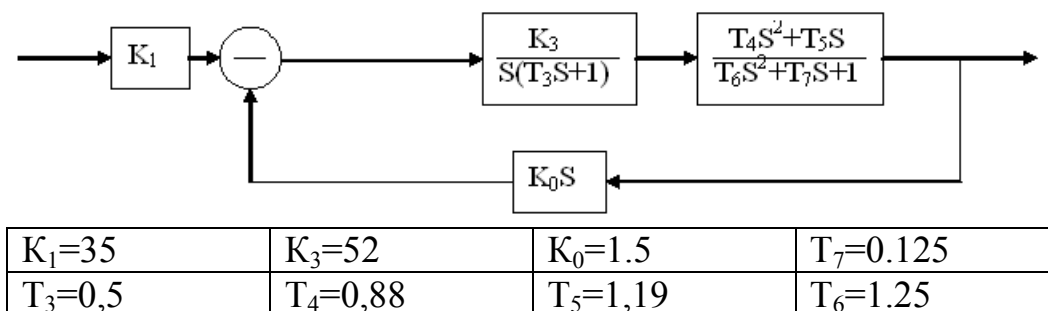 K₁
—
K₃
S(T₃S+1)
T₄S²+T₅S
T₆S²+T₇S+1
K₀S
K₁=35 K₃=52 K₀=1.5 T₇=0.125
T₃=0,5 T₄=0,88 T₅=1,19 T₆=1.25